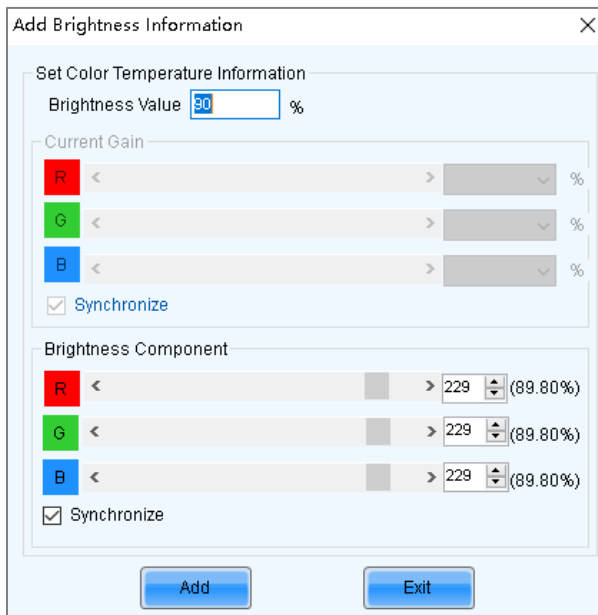 Add Brightness Information
Set Color Temperature Information
Brightness Value 90 %
Current Gain
R %
G %
B %
Synchronize
Brightness Component
R 229 (89.80%)
G 229 (89.80%)
B 229 (89.80%)
Synchronize
Add Exit